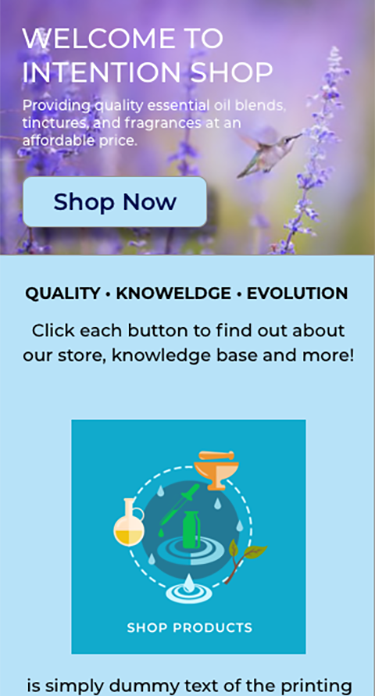 WELCOME TO
INTENTION SHOP
Providing quality essential oil blends,
tinctures, and fragrances at an
affordable price.
Shop Now
QUALITY • KNOWELDGE • EVOLUTION
Click each button to find out about
our store, knowledge base and more!
SHOP PRODUCTS
is simply dummy text of the printing